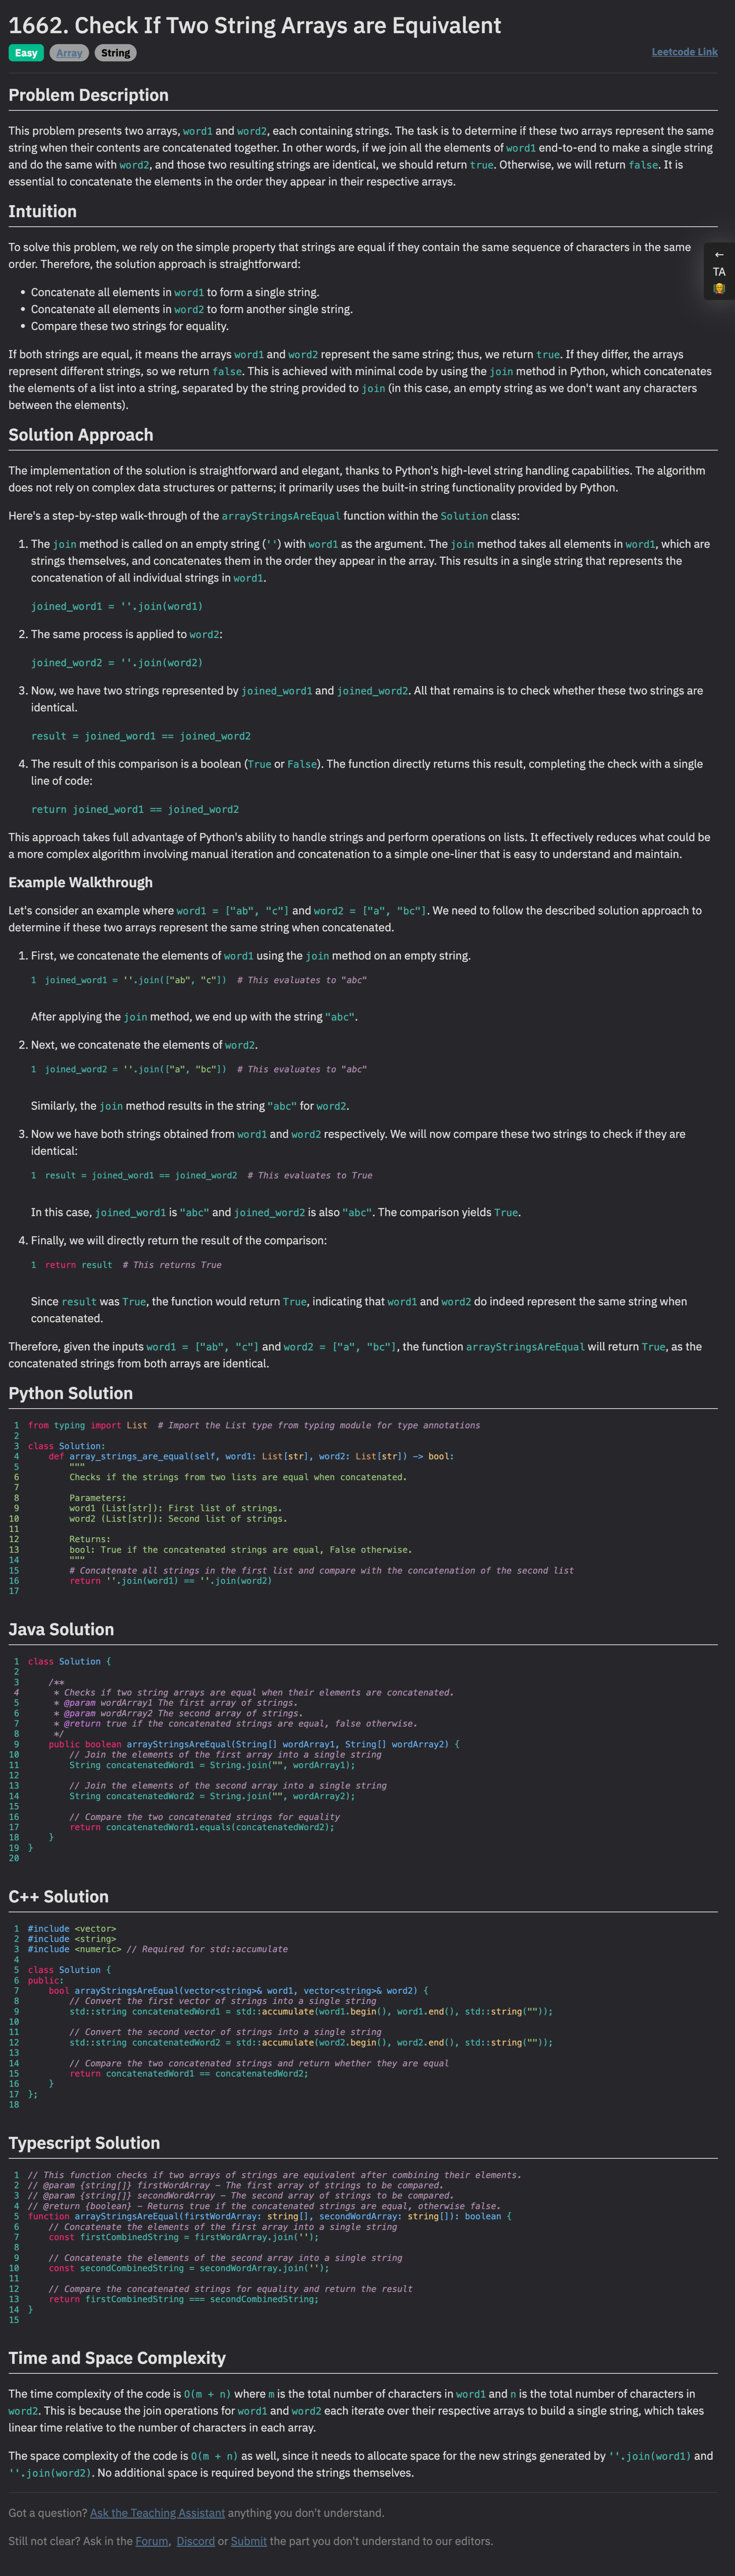 1662. Check If Two String Arrays are Equivalent
Easy Array String Leetcode Link
Problem Description
This problem presents two arrays, word1 and word2, each containing strings. The task is to determine if these two arrays represent the same
string when their contents are concatenated together. In other words, if we join all the elements of word1 end-to-end to make a single string
and do the same with word2, and those two resulting strings are identical, we should return true. Otherwise, we will return false. It is
essential to concatenate the elements in the order they appear in their respective arrays.
Intuition
To solve this problem, we rely on the simple property that strings are equal if they contain the same sequence of characters in the same
order. Therefore, the solution approach is straightforward:
←
TA
• Concatenate all elements in word1 to form a single string.
• Concatenate all elements in word2 to form another single string.
• Compare these two strings for equality.
If both strings are equal, it means the arrays word1 and word2 represent the same string; thus, we return true. If they differ, the arrays
represent different strings, so we return false. This is achieved with minimal code by using the join method in Python, which concatenates
the elements of a list into a string, separated by the string provided to join (in this case, an empty string as we don't want any characters
between the elements).
Solution Approach
The implementation of the solution is straightforward and elegant, thanks to Python's high-level string handling capabilities. The algorithm
does not rely on complex data structures or patterns; it primarily uses the built-in string functionality provided by Python.
Here's a step-by-step walk-through of the arrayStringsAreEqual function within the Solution class:
1. The join method is called on an empty string ('') with word1 as the argument. The join method takes all elements in word1, which are
strings themselves, and concatenates them in the order they appear in the array. This results in a single string that represents the
concatenation of all individual strings in word1.
joined_word1 = ''.join(word1)
2. The same process is applied to word2:
joined_word2 = ''.join(word2)
3. Now, we have two strings represented by joined_word1 and joined_word2. All that remains is to check whether these two strings are
identical.
result = joined_word1 == joined_word2
4. The result of this comparison is a boolean (True or False). The function directly returns this result, completing the check with a single
line of code:
return joined_word1 == joined_word2
This approach takes full advantage of Python's ability to handle strings and perform operations on lists. It effectively reduces what could be
a more complex algorithm involving manual iteration and concatenation to a simple one-liner that is easy to understand and maintain.
Example Walkthrough
Let's consider an example where word1 = ["ab", "c"] and word2 = ["a", "bc"]. We need to follow the described solution approach to
determine if these two arrays represent the same string when concatenated.
1. First, we concatenate the elements of word1 using the join method on an empty string.
1 joined_word1 = ''.join(["ab", "c"])  # This evaluates to "abc"
After applying the join method, we end up with the string "abc".
2. Next, we concatenate the elements of word2.
1 joined_word2 = ''.join(["a", "bc"])  # This evaluates to "abc"
Similarly, the join method results in the string "abc" for word2.
3. Now we have both strings obtained from word1 and word2 respectively. We will now compare these two strings to check if they are
identical:
1 result = joined_word1 == joined_word2  # This evaluates to True
In this case, joined_word1 is "abc" and joined_word2 is also "abc". The comparison yields True.
4. Finally, we will directly return the result of the comparison:
1 return result  # This returns True
Since result was True, the function would return True, indicating that word1 and word2 do indeed represent the same string when
concatenated.
Therefore, given the inputs word1 = ["ab", "c"] and word2 = ["a", "bc"], the function arrayStringsAreEqual will return True, as the
concatenated strings from both arrays are identical.
Python Solution
1 from typing import List  # Import the List type from typing module for type annotations
2
3 class Solution:
4     def array_strings_are_equal(self, word1: List[str], word2: List[str]) -> bool:
5         """
6         Checks if the strings from two lists are equal when concatenated.
7
8         Parameters:
9         word1 (List[str]): First list of strings.
10         word2 (List[str]): Second list of strings.
11
12         Returns:
13         bool: True if the concatenated strings are equal, False otherwise.
14         """
15         # Concatenate all strings in the first list and compare with the concatenation of the second list
16         return ''.join(word1) == ''.join(word2)
17
Java Solution
1 class Solution {
2
3     /**
4      * Checks if two string arrays are equal when their elements are concatenated.
5      * @param wordArray1 The first array of strings.
6      * @param wordArray2 The second array of strings.
7      * @return true if the concatenated strings are equal, false otherwise.
8      */
9     public boolean arrayStringsAreEqual(String[] wordArray1, String[] wordArray2) {
10         // Join the elements of the first array into a single string
11         String concatenatedWord1 = String.join("", wordArray1);
12
13         // Join the elements of the second array into a single string
14         String concatenatedWord2 = String.join("", wordArray2);
15
16         // Compare the two concatenated strings for equality
17         return concatenatedWord1.equals(concatenatedWord2);
18     }
19 }
20
C++ Solution
1 #include <vector>
2 #include <string>
3 #include <numeric> // Required for std::accumulate
4
5 class Solution {
6 public:
7     bool arrayStringsAreEqual(vector<string>& word1, vector<string>& word2) {
8         // Convert the first vector of strings into a single string
9         std::string concatenatedWord1 = std::accumulate(word1.begin(), word1.end(), std::string(""));
10
11         // Convert the second vector of strings into a single string
12         std::string concatenatedWord2 = std::accumulate(word2.begin(), word2.end(), std::string(""));
13
14         // Compare the two concatenated strings and return whether they are equal
15         return concatenatedWord1 == concatenatedWord2;
16     }
17 };
18
Typescript Solution
1 // This function checks if two arrays of strings are equivalent after combining their elements.
2 // @param {string[]} firstWordArray - The first array of strings to be compared.
3 // @param {string[]} secondWordArray - The second array of strings to be compared.
4 // @return {boolean} - Returns true if the concatenated strings are equal, otherwise false.
5 function arrayStringsAreEqual(firstWordArray: string[], secondWordArray: string[]): boolean {
6     // Concatenate the elements of the first array into a single string
7     const firstCombinedString = firstWordArray.join('');
8
9     // Concatenate the elements of the second array into a single string
10     const secondCombinedString = secondWordArray.join('');
11
12     // Compare the concatenated strings for equality and return the result
13     return firstCombinedString === secondCombinedString;
14 }
15
Time and Space Complexity
The time complexity of the code is O(m + n) where m is the total number of characters in word1 and n is the total number of characters in
word2. This is because the join operations for word1 and word2 each iterate over their respective arrays to build a single string, which takes
linear time relative to the number of characters in each array.
The space complexity of the code is O(m + n) as well, since it needs to allocate space for the new strings generated by ''.join(word1) and
''.join(word2). No additional space is required beyond the strings themselves.
Got a question? Ask the Teaching Assistant anything you don't understand.
Still not clear? Ask in the Forum, Discord or Submit the part you don't understand to our editors.